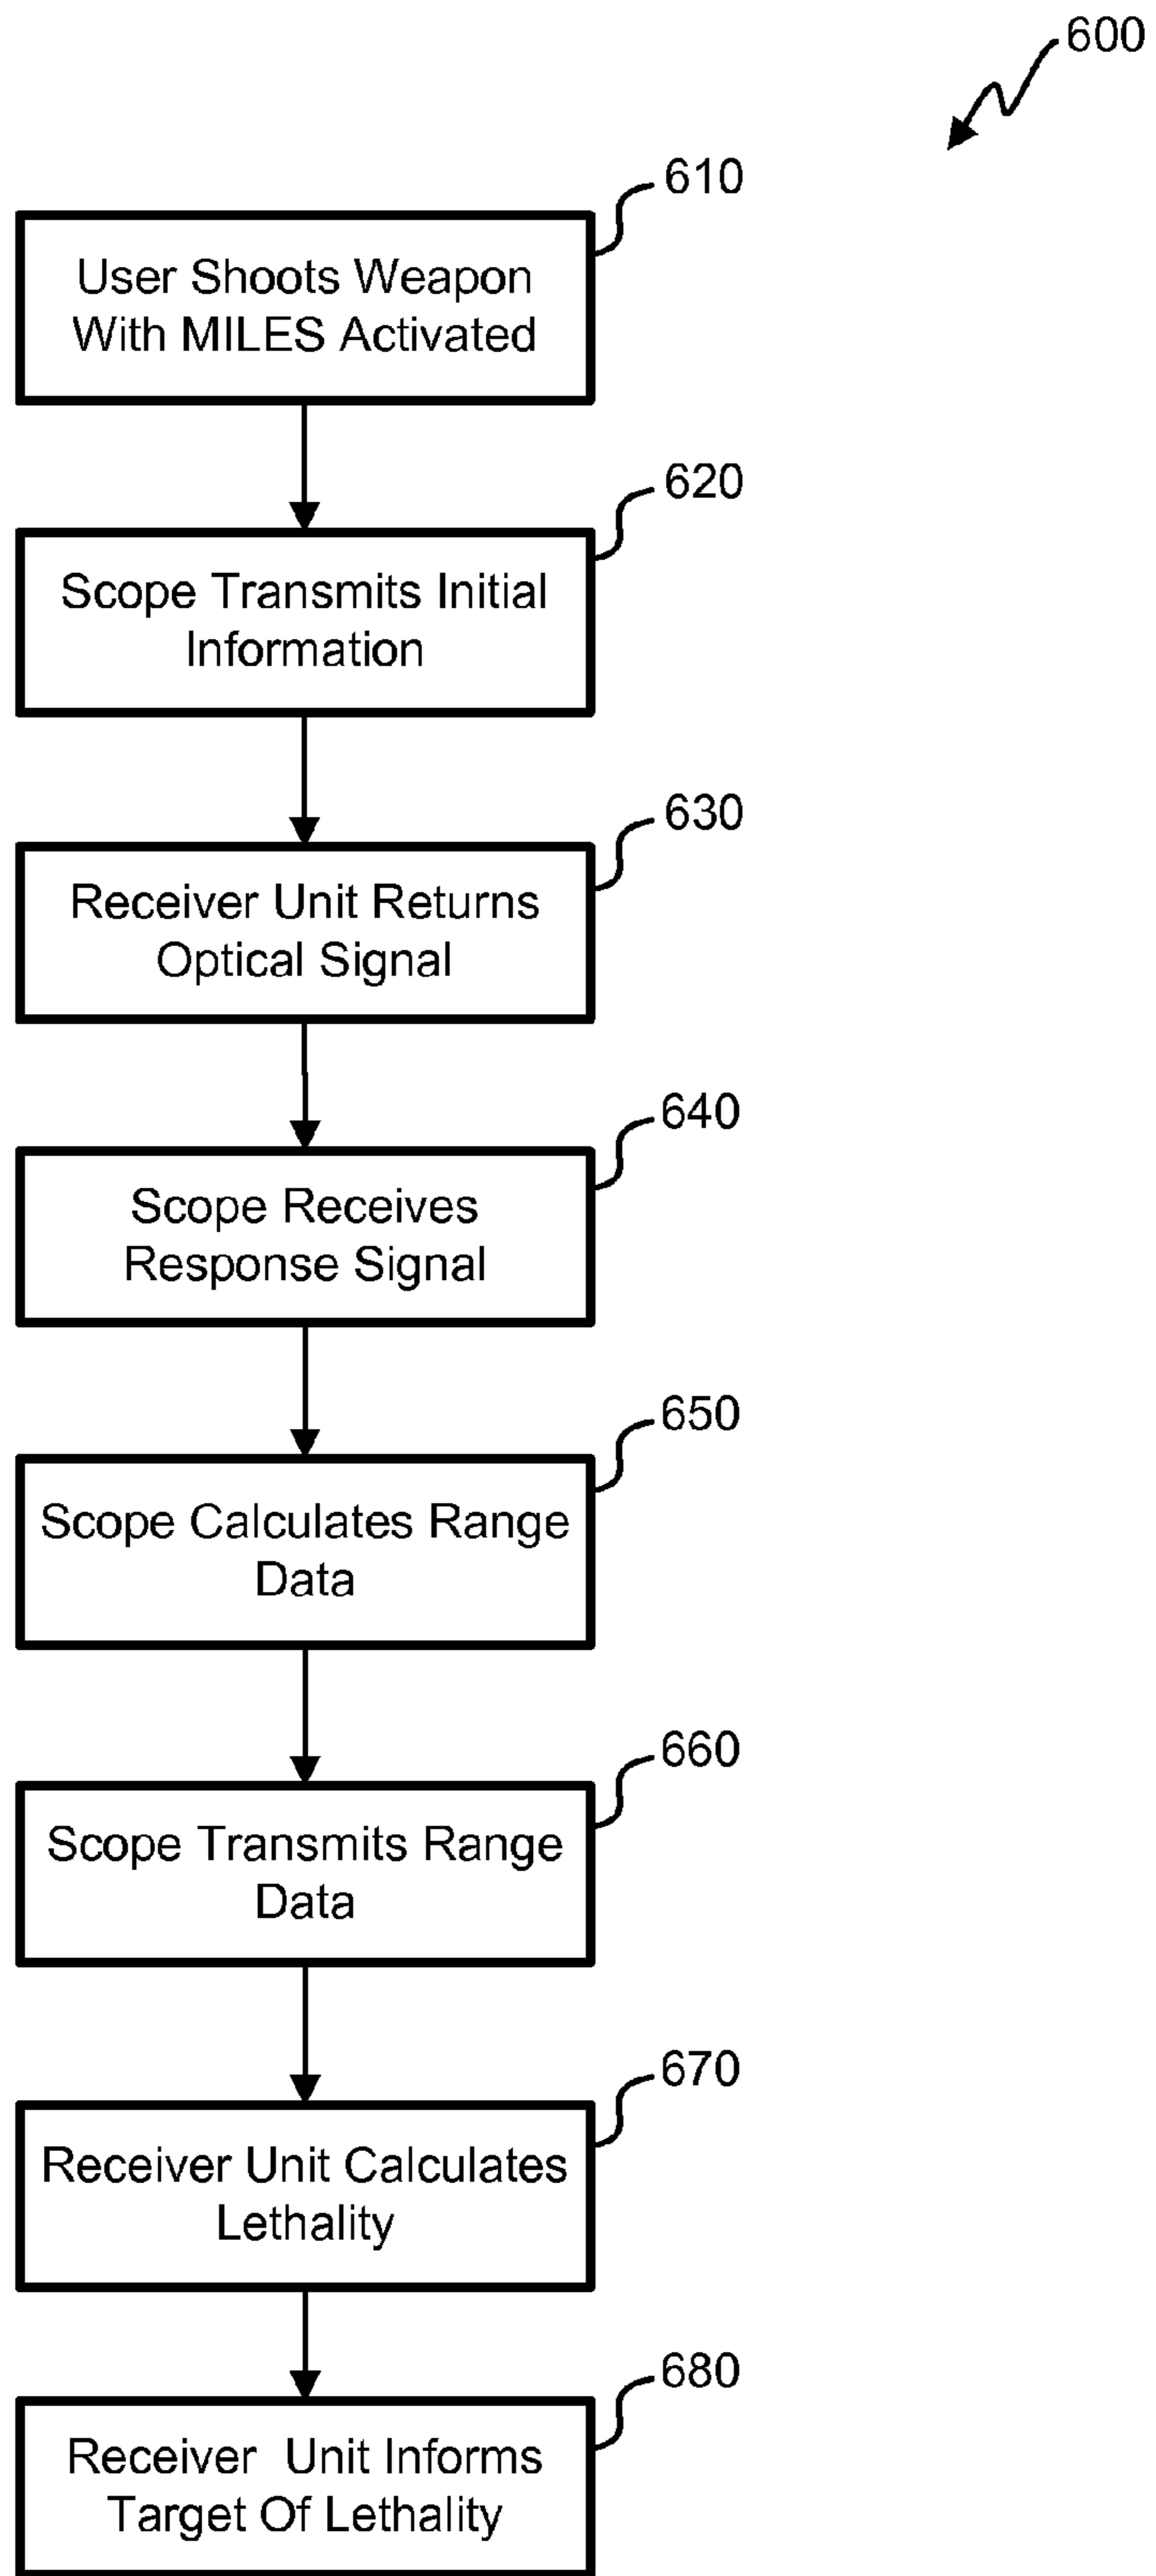 600
610
User Shoots Weapon
With MILES Activated
620
Scope Transmits Initial
Information
630
Receiver Unit Returns
Optical Signal
640
Scope Receives
Response Signal
650
Scope Calculates Range
Data
660
Scope Transmits Range
Data
670
Receiver Unit Calculates
Lethality
680
Receiver Unit Informs
Target Of Lethality